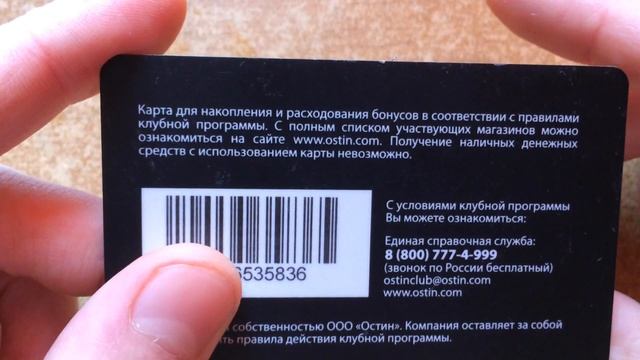 Карта для накопления и расходования бонусов в соответствии с правилами
клубной программы. С полным списком участвующих магазинов можно
ознакомиться на сайте www.ostin.com. Получение наличных денежных
средств с использованием карты невозможно.
6535836
С условиями клубной программы
Вы можете ознакомиться:
Единая справочная служба:
8 (800) 777-4-999
(звонок по России бесплатный)
ostinclub@ostin.com
www.ostin.com
собственностью ООО «Остин». Компания оставляет за собой
правила действия клубной программы.